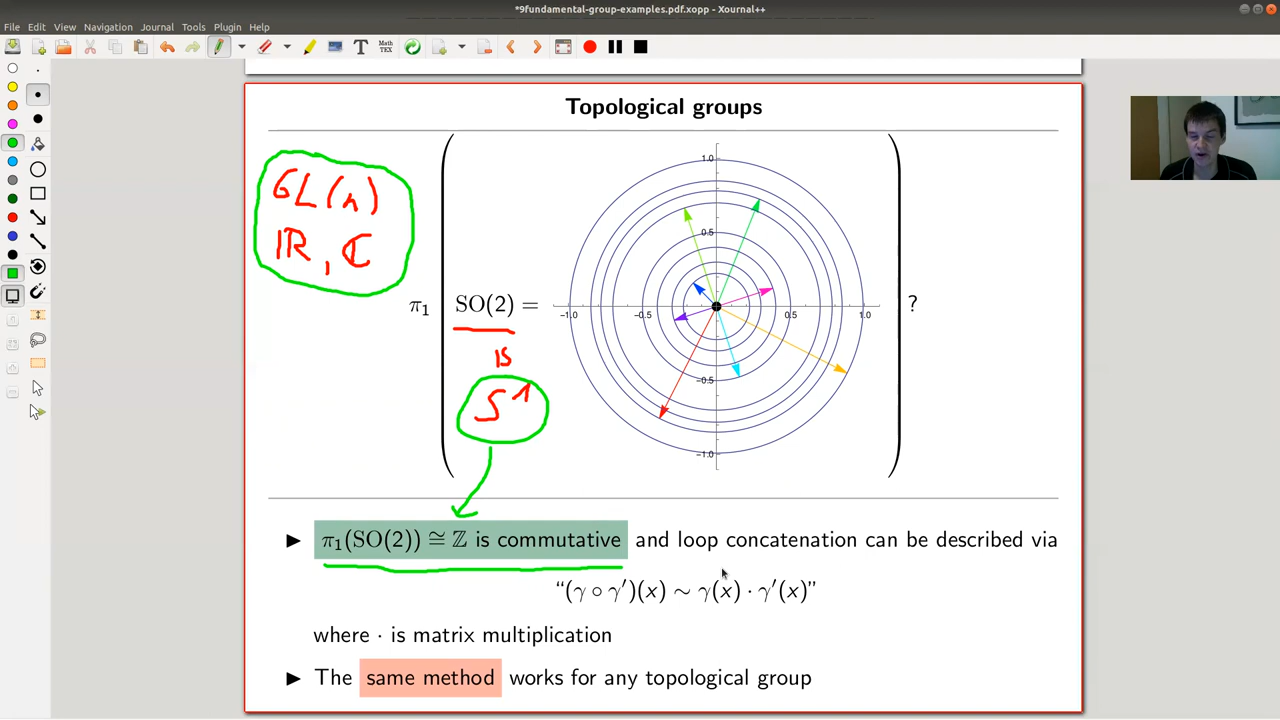 *9fundamental-group-examples.pdf.xopp - Xournal++
File Edit View Navigation Journal Tools Plugin Help
T Math TEX
Topological groups
GL(n)
ℝ, ℂ
π₁ ( SO(2) = ) ?
1.0
0.5
−1.0 −0.5 0.5 1.0
−0.5
−1.0
is
S¹
▶ π₁(SO(2)) ≅ ℤ is commutative and loop concatenation can be described via
“(γ ∘ γ′)(x) ∼ γ(x) · γ′(x)”
where · is matrix multiplication
▶ The same method works for any topological group